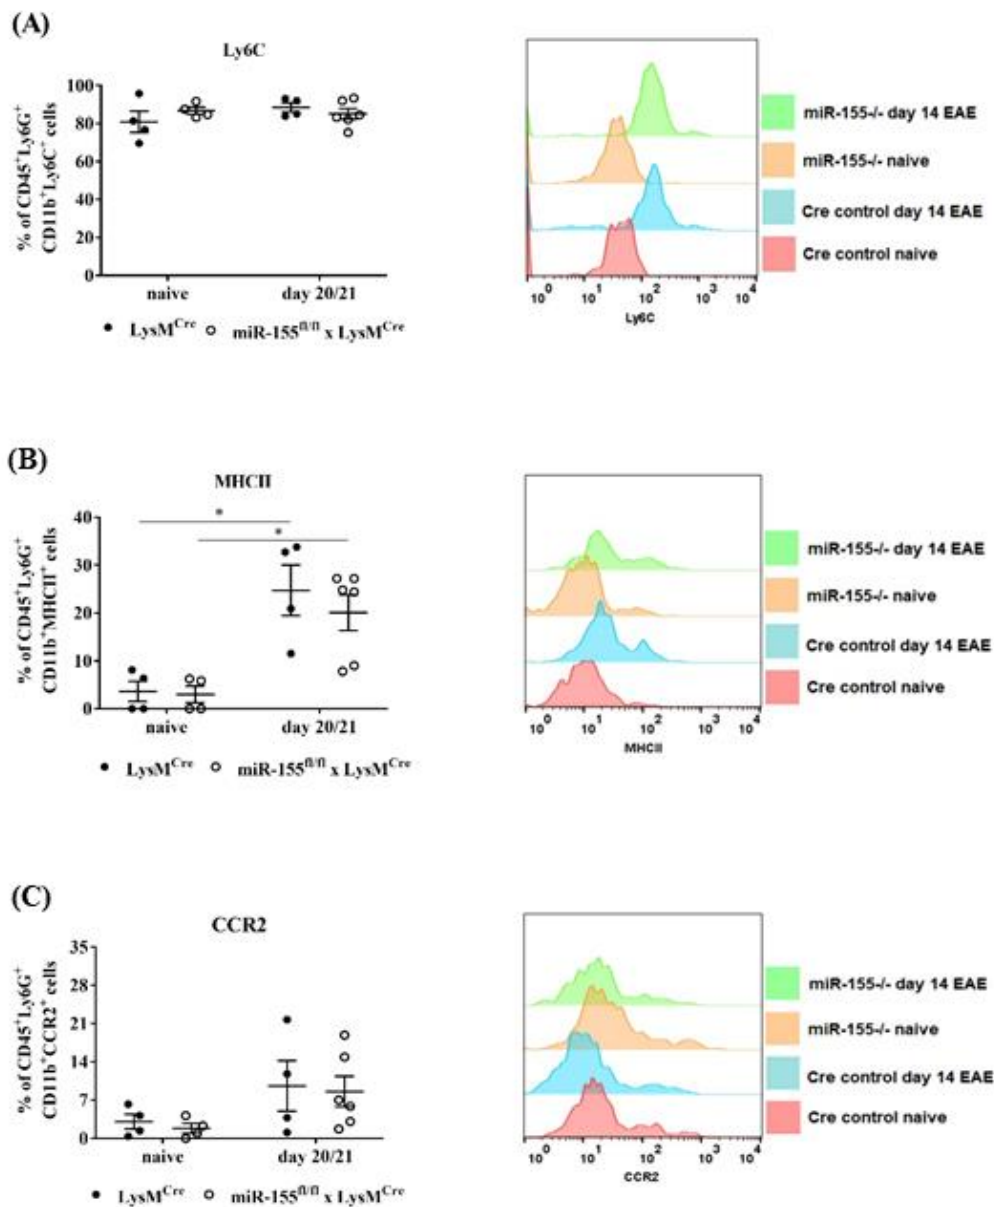 (A)
Ly6C
% of CD45⁺Ly6G⁺
CD11b⁺Ly6C⁺ cells
100
80
60
40
20
0
naive
day 20/21
LysM^Cre
miR-155^fl/fl x LysM^Cre
10⁰ 10¹ 10² 10³ 10⁴
Ly6C
miR-155-/- day 14 EAE
miR-155-/- naive
Cre control day 14 EAE
Cre control naive
(B)
MHCII
% of CD45⁺Ly6G⁺
CD11b⁺MHCII⁺ cells
40
30
20
10
0
*
*
naive
day 20/21
LysM^Cre
miR-155^fl/fl x LysM^Cre
10⁰ 10¹ 10² 10³ 10⁴
MHCII
miR-155-/- day 14 EAE
miR-155-/- naive
Cre control day 14 EAE
Cre control naive
(C)
CCR2
% of CD45⁺Ly6G⁺
CD11b⁺CCR2⁺ cells
35
28
21
14
7
0
naive
day 20/21
LysM^Cre
miR-155^fl/fl x LysM^Cre
10⁰ 10¹ 10² 10³ 10⁴
CCR2
miR-155-/- day 14 EAE
miR-155-/- naive
Cre control day 14 EAE
Cre control naive